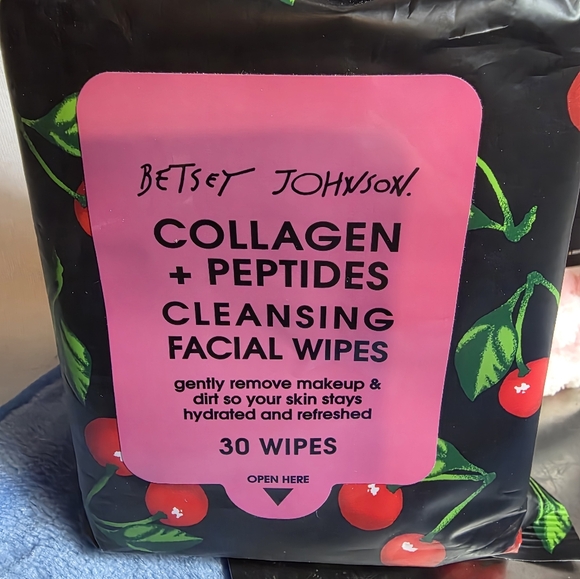 BETSEY JOHNSON.
COLLAGEN
+ PEPTIDES
CLEANSING
FACIAL WIPES
gently remove makeup &
dirt so your skin stays
hydrated and refreshed
30 WIPES
OPEN HERE